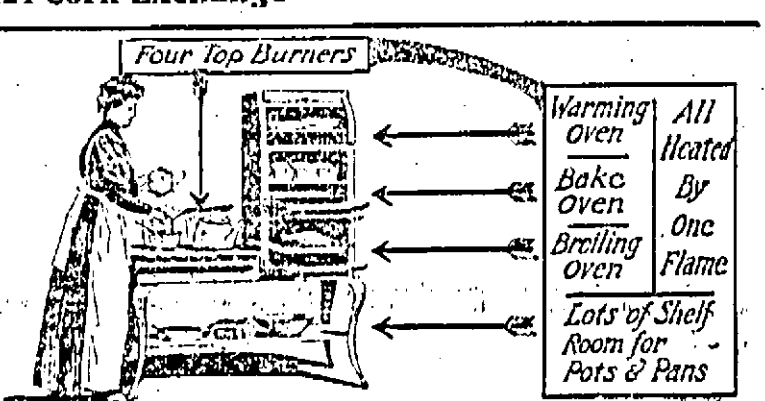 Four Top Burners
Warming
Oven
Bake
Oven
Broiling
Oven
All
Heated
By
One
Flame
Lots of Shelf
Room for
Pots & Pans